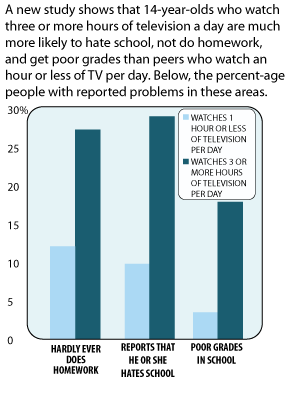 A new study shows that 14-year-olds who watch
three or more hours of television a day are much
more likely to hate school, not do homework,
and get poor grades than peers who watch an
hour or less of TV per day. Below, the percent-age
people with reported problems in these areas.
30%
25
20
15
10
5
0
WATCHES 1
HOUR OR LESS
OF TELEVISION
PER DAY
WATCHES 3 OR
MORE HOURS
OF TELEVISION
PER DAY
HARDLY EVER
DOES
HOMEWORK
REPORTS THAT
HE OR SHE
HATES SCHOOL
POOR GRADES
IN SCHOOL